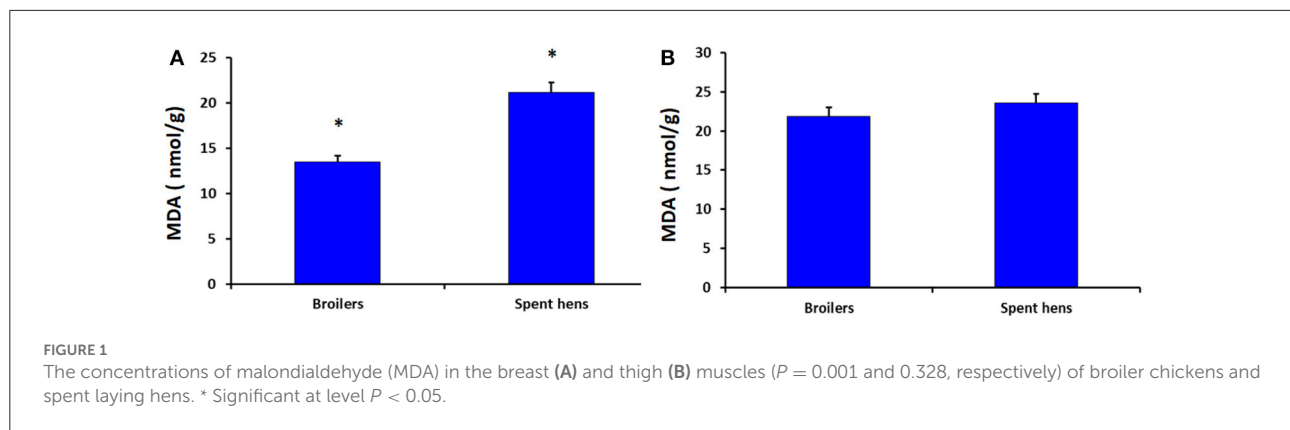 A
MDA ( nmol/g)
25
20
15
10
5
0
*
*
Broilers
Spent hens
B
MDA ( nmol/g)
30
25
20
15
10
5
0
Broilers
Spent hens
FIGURE 1
The concentrations of malondialdehyde (MDA) in the breast (A) and thigh (B) muscles (P = 0.001 and 0.328, respectively) of broiler chickens and
spent laying hens. * Significant at level P < 0.05.